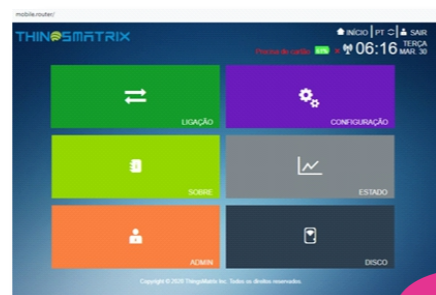 mobile.router/
THINGSMATRIX
INÍCIO | PT | SAIR
Procura de cartão 06:16 TERÇA MAR. 30
LIGAÇÃO
CONFIGURAÇÃO
SOBRE
ESTADO
ADMIN
DISCO
Copyright © 2020 ThingsMatrix Inc. Todos os direitos reservados.